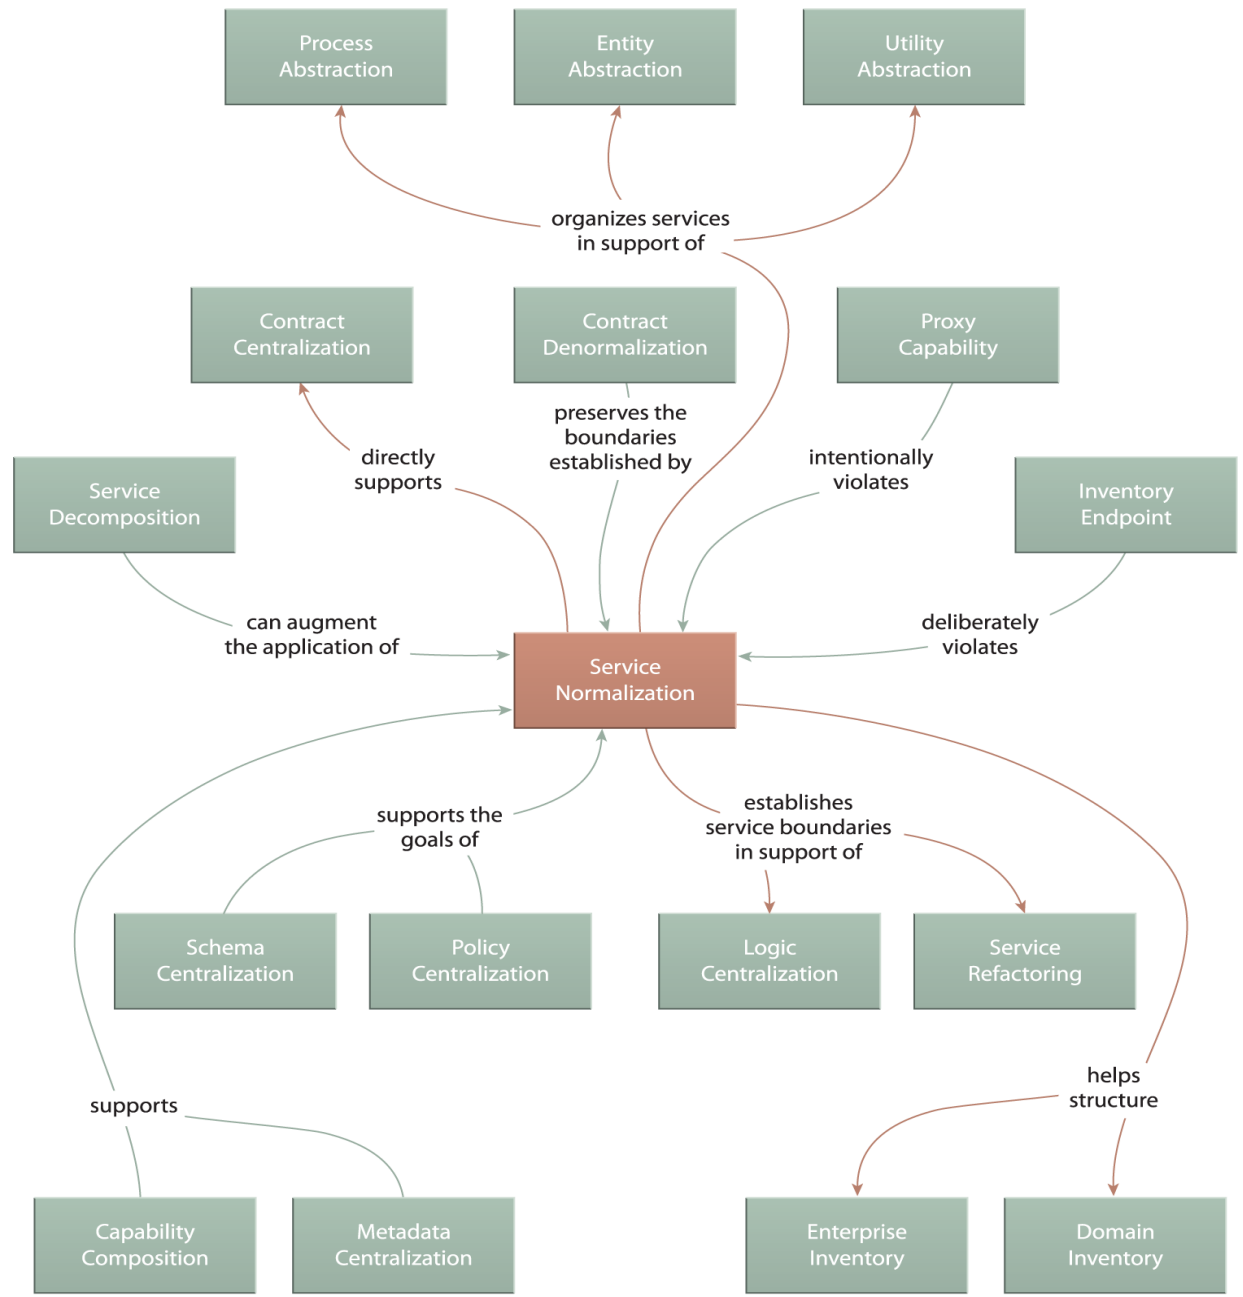 Process
Abstraction
Entity
Abstraction
Utility
Abstraction
organizes services
in support of
Contract
Centralization
Contract
Denormalization
Proxy
Capability
preserves the
boundaries
established by
directly
supports
intentionally
violates
Service
Decomposition
Inventory
Endpoint
can augment
the application of
deliberately
violates
Service
Normalization
supports the
goals of
establishes
service boundaries
in support of
Schema
Centralization
Policy
Centralization
Logic
Centralization
Service
Refactoring
supports
helps
structure
Capability
Composition
Metadata
Centralization
Enterprise
Inventory
Domain
Inventory